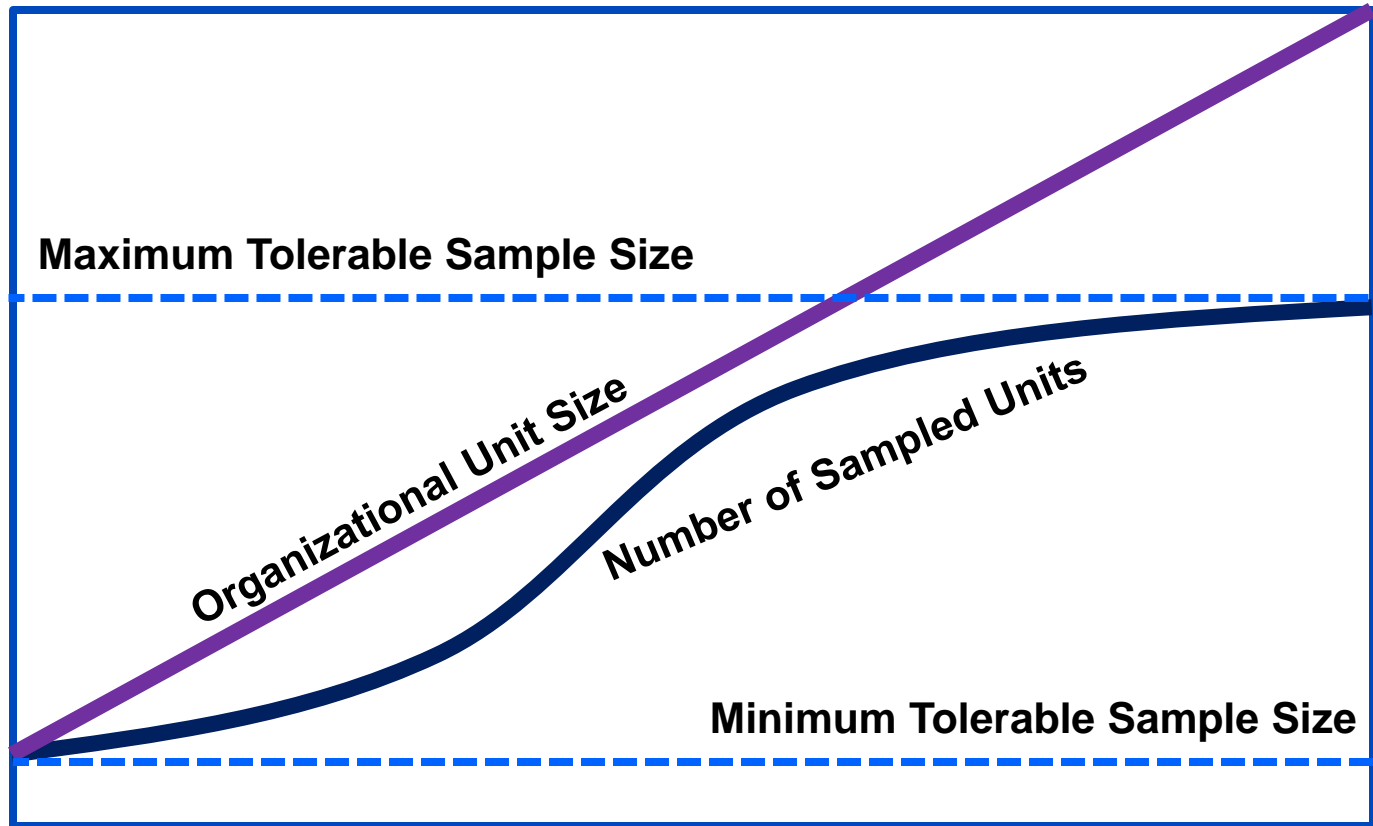 Maximum Tolerable Sample Size
Organizational Unit Size
Number of Sampled Units
Minimum Tolerable Sample Size